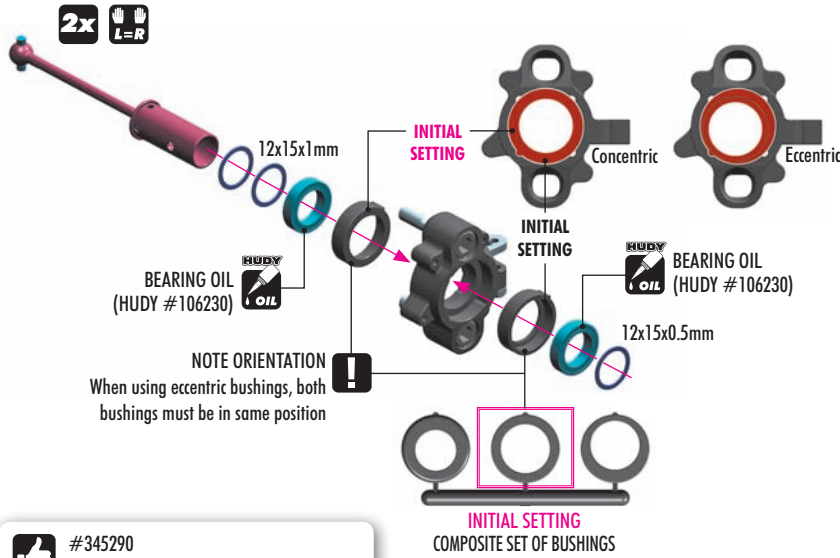 2x
L=R
12x15x1mm
INITIAL
SETTING
Concentric
Eccentric
INITIAL
SETTING
HUDY
OIL
BEARING OIL
(HUDY #106230)
HUDY
OIL
BEARING OIL
(HUDY #106230)
12x15x0.5mm
NOTE ORIENTATION
!
When using eccentric bushings, both
bushings must be in same position
INITIAL SETTING
COMPOSITE SET OF BUSHINGS
#345290